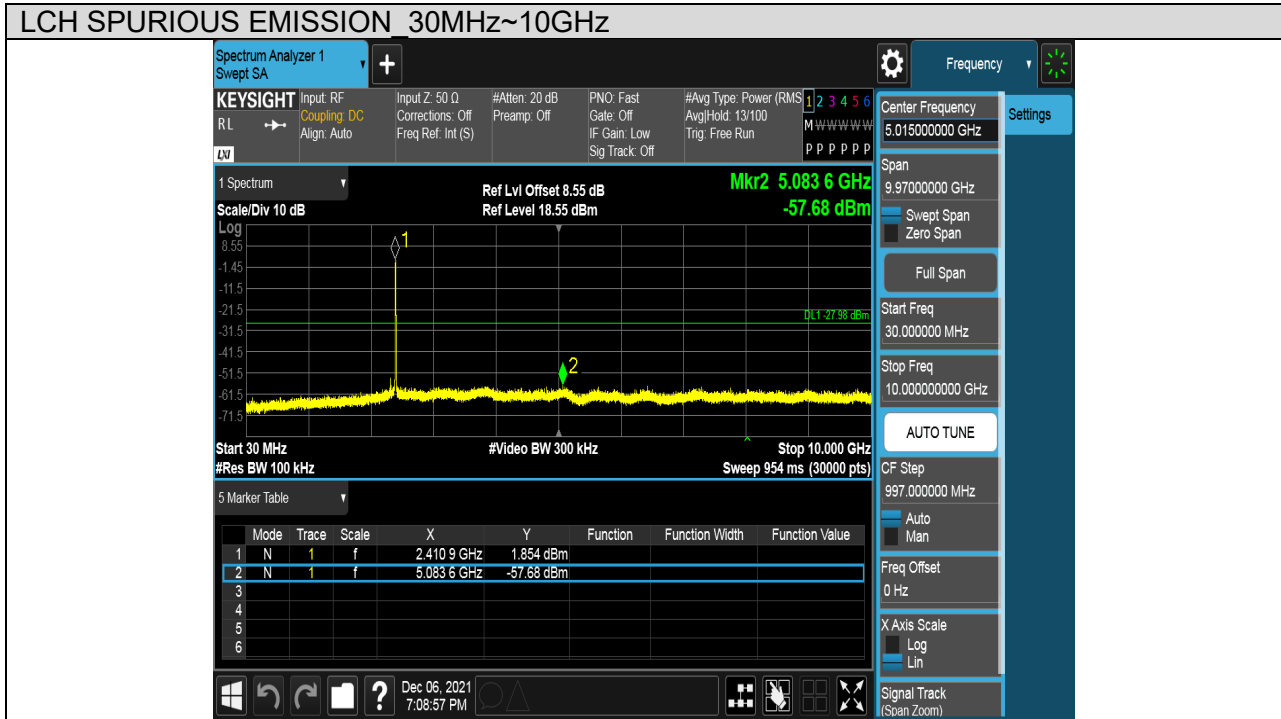 LCH SPURIOUS EMISSION_30MHz~10GHz
Spectrum Analyzer 1
Swept SA
Frequency
KEYSIGHT
RL
LXI
Input: RF
Coupling: DC
Align: Auto
Input Z: 50 Ω
Corrections: Off
Freq Ref: Int (S)
#Atten: 20 dB
Preamp: Off
PNO: Fast
Gate: Off
IF Gain: Low
Sig Track: Off
#Avg Type: Power (RMS
Avg|Hold: 13/100
Trig: Free Run
1 2 3 4 5 6
M W W W W W
P P P P P P
1 Spectrum
Scale/Div 10 dB
Ref Lvl Offset 8.55 dB
Ref Level 18.55 dBm
Mkr2 5.083 6 GHz
-57.68 dBm
Log
8.55
-1.45
-11.5
-21.5
-31.5
-41.5
-51.5
-61.5
-71.5
1
2
DL1 -27.98 dBm
Start 30 MHz
#Video BW 300 kHz
Stop 10.000 GHz
#Res BW 100 kHz
Sweep 954 ms (30000 pts)
5 Marker Table
Mode Trace Scale X Y Function Function Width Function Value
1 N 1 f 2.410 9 GHz 1.854 dBm
2 N 1 f 5.083 6 GHz -57.68 dBm
3
4
5
6
Dec 06, 2021
7:08:57 PM
Center Frequency
5.015000000 GHz
Span
9.97000000 GHz
Swept Span
Zero Span
Full Span
Start Freq
30.000000 MHz
Stop Freq
10.000000000 GHz
AUTO TUNE
CF Step
997.000000 MHz
Auto
Man
Freq Offset
0 Hz
X Axis Scale
Log
Lin
Signal Track
(Span Zoom)
Settings